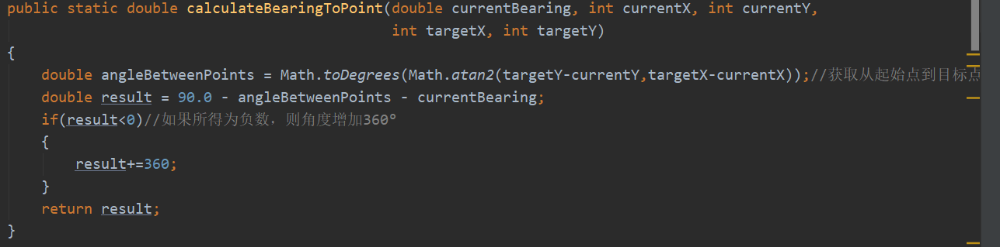 public static double calculateBearingToPoint(double currentBearing, int currentX, int currentY,
int targetX, int targetY)
{
double angleBetweenPoints = Math.toDegrees(Math.atan2(targetY-currentY,targetX-currentX));//获取从起始点到目标点
double result = 90.0 - angleBetweenPoints - currentBearing;
if(result<0)//如果所得为负数，则角度增加360°
{
result+=360;
}
return result;
}